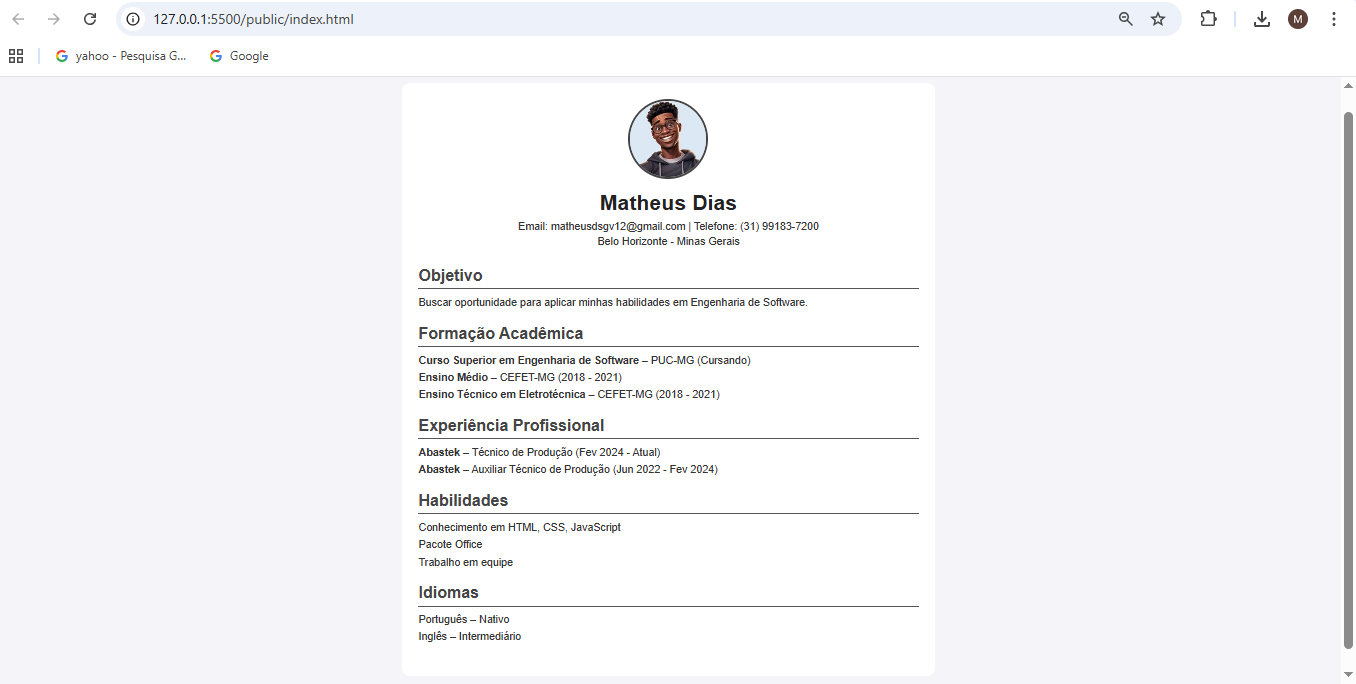 127.0.0.1:5500/public/index.html
M
yahoo - Pesquisa G...
Google
Matheus Dias
Email: matheusdsgv12@gmail.com | Telefone: (31) 99183-7200
Belo Horizonte - Minas Gerais
Objetivo
Buscar oportunidade para aplicar minhas habilidades em Engenharia de Software.
Formação Acadêmica
Curso Superior em Engenharia de Software – PUC-MG (Cursando)
Ensino Médio – CEFET-MG (2018 - 2021)
Ensino Técnico em Eletrotécnica – CEFET-MG (2018 - 2021)
Experiência Profissional
Abastek – Técnico de Produção (Fev 2024 - Atual)
Abastek – Auxiliar Técnico de Produção (Jun 2022 - Fev 2024)
Habilidades
Conhecimento em HTML, CSS, JavaScript
Pacote Office
Trabalho em equipe
Idiomas
Português – Nativo
Inglês – Intermediário